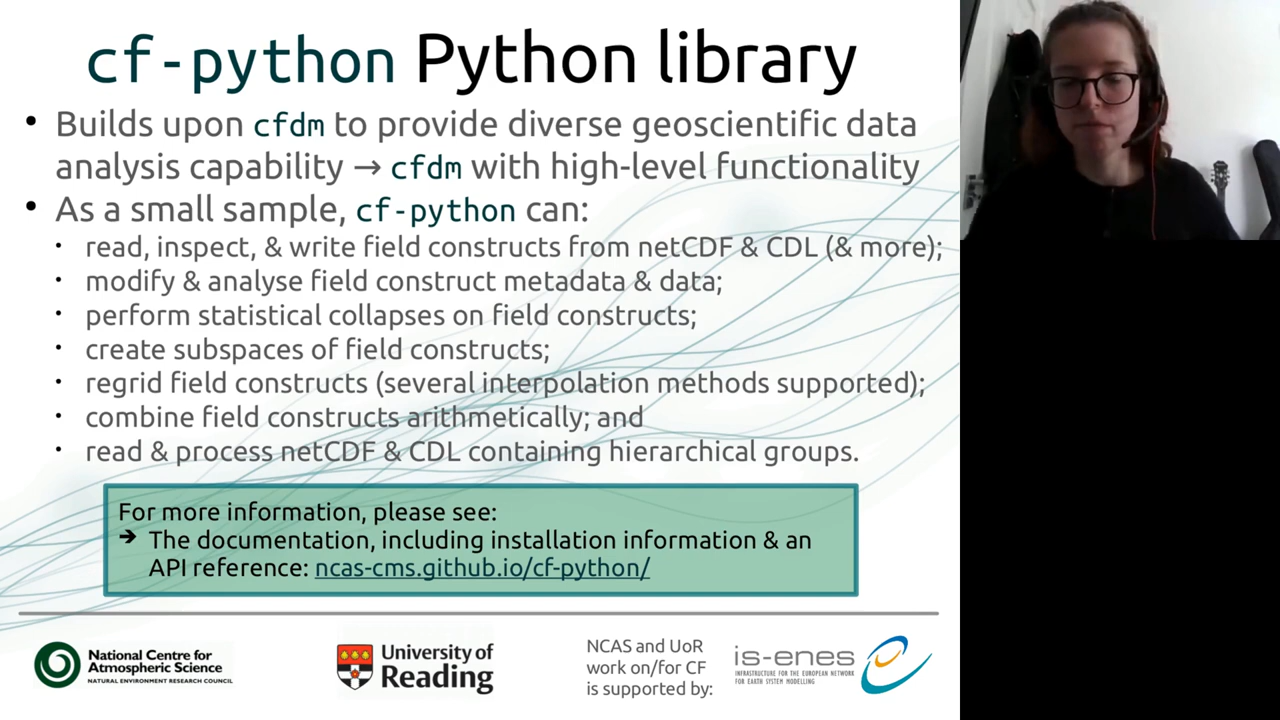 cf-python Python library
• Builds upon cfdm to provide diverse geoscientific data
analysis capability → cfdm with high-level functionality
• As a small sample, cf-python can:
• read, inspect, & write field constructs from netCDF & CDL (& more);
• modify & analyse field construct metadata & data;
• perform statistical collapses on field constructs;
• create subspaces of field constructs;
• regrid field constructs (several interpolation methods supported);
• combine field constructs arithmetically; and
• read & process netCDF & CDL containing hierarchical groups.
For more information, please see:
➔ The documentation, including installation information & an
API reference: ncas-cms.github.io/cf-python/
National Centre for
Atmospheric Science
NATURAL ENVIRONMENT RESEARCH COUNCIL
University of
Reading
NCAS and UoR
work on/for CF
is supported by:
is-enes
INFRASTRUCTURE FOR THE EUROPEAN NETWORK
FOR EARTH SYSTEM MODELLING